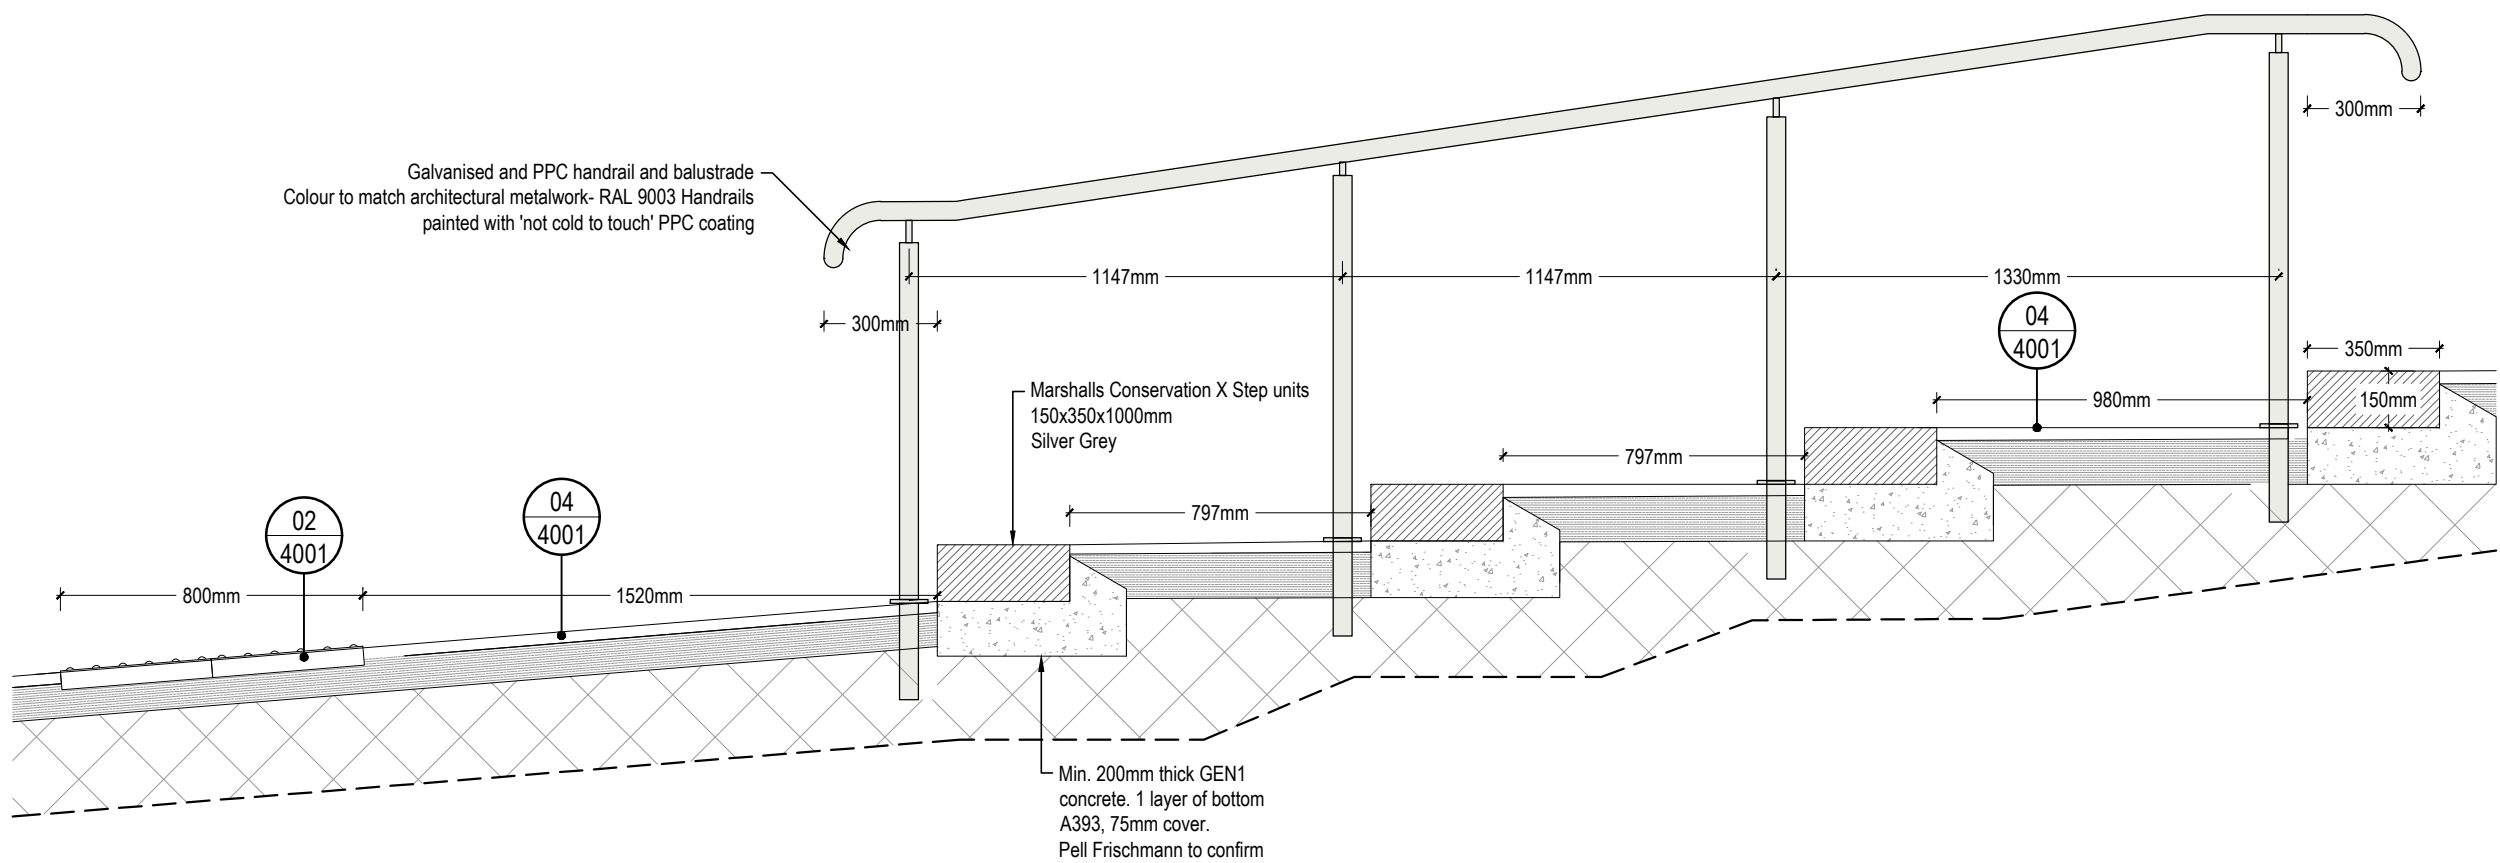 300mm
Galvanised and PPC handrail and balustrade
Colour to match architectural metalwork- RAL 9003 Handrails
painted with 'not cold to touch' PPC coating
1147mm
1147mm
1330mm
300mm
04
4001
350mm
150mm
980mm
Marshalls Conservation X Step units
150x350x1000mm
Silver Grey
797mm
797mm
02
4001
04
4001
800mm
1520mm
Min. 200mm thick GEN1
concrete. 1 layer of bottom
A393, 75mm cover.
Pell Frischmann to confirm